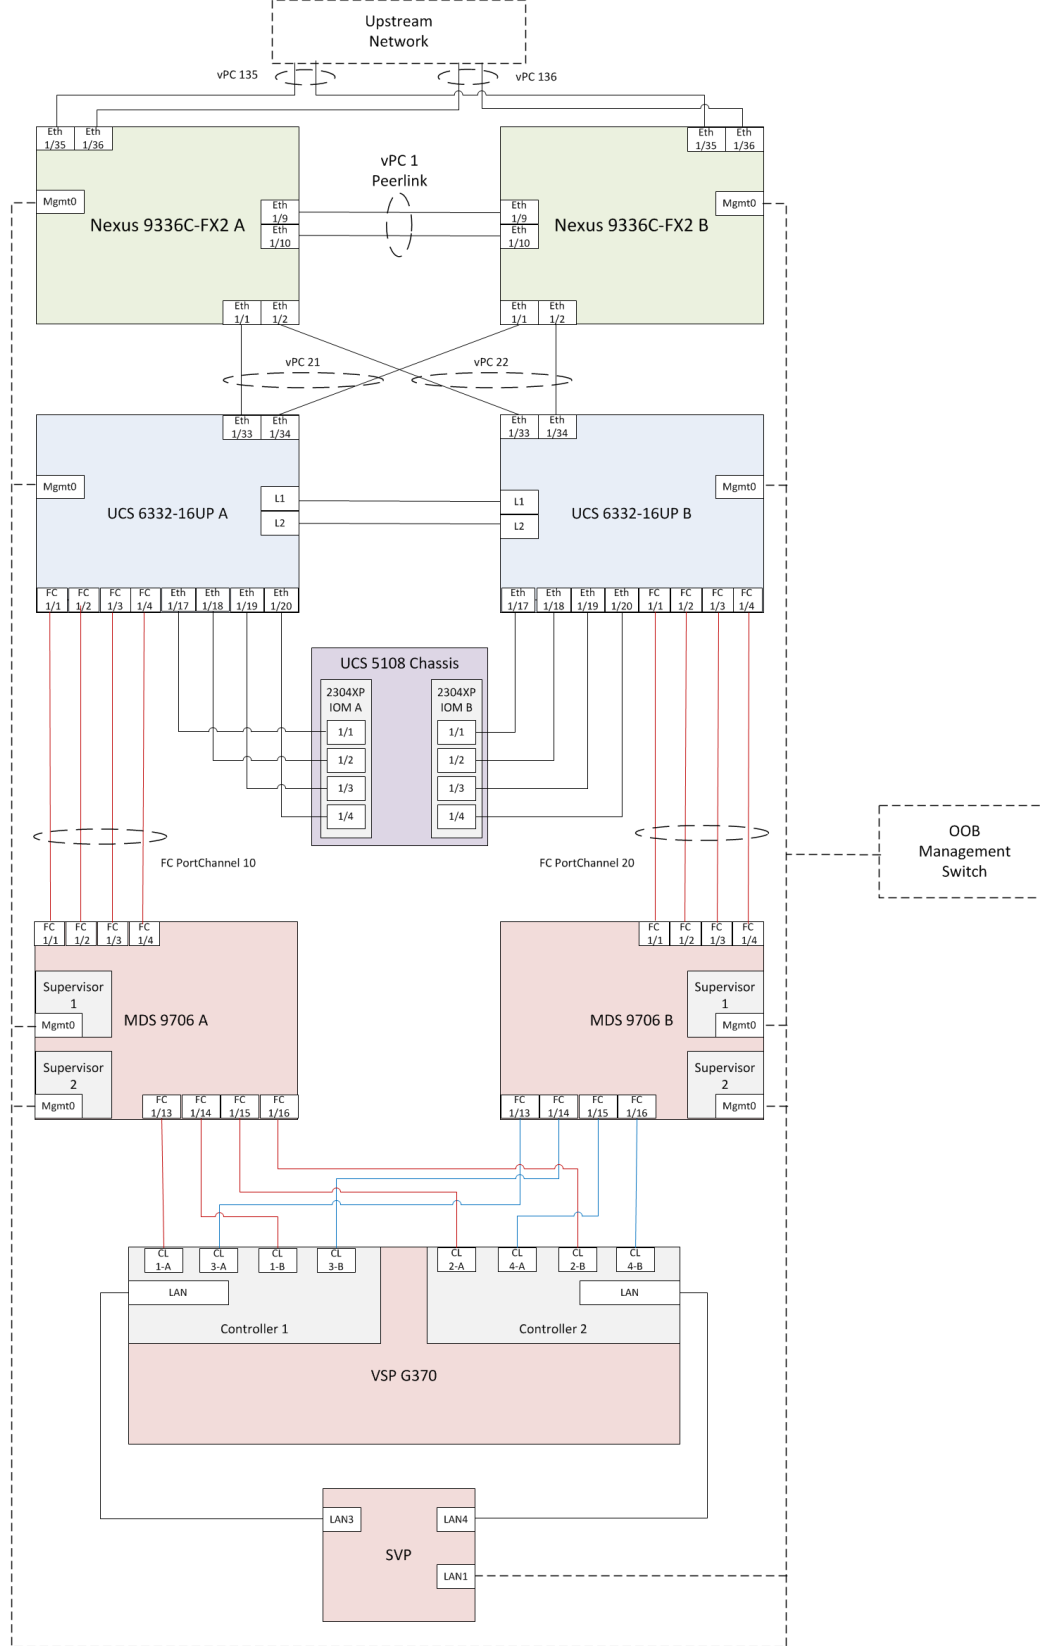 Upstream
Network
vPC 135
vPC 136
Eth
1/35
Eth
1/36
Eth
1/35
Eth
1/36
vPC 1
Peerlink
Mgmt0
Mgmt0
Nexus 9336C-FX2 A
Eth
1/9
Eth
1/10
Eth
1/9
Eth
1/10
Nexus 9336C-FX2 B
Eth
1/1
Eth
1/2
Eth
1/1
Eth
1/2
vPC 21
vPC 22
Eth
1/33
Eth
1/34
Eth
1/33
Eth
1/34
Mgmt0
Mgmt0
UCS 6332-16UP A
L1
L2
L1
L2
UCS 6332-16UP B
FC
1/1
FC
1/2
FC
1/3
FC
1/4
Eth
1/17
Eth
1/18
Eth
1/19
Eth
1/20
Eth
1/17
Eth
1/18
Eth
1/19
Eth
1/20
FC
1/1
FC
1/2
FC
1/3
FC
1/4
UCS 5108 Chassis
2304XP
IOM A
1/1
1/2
1/3
1/4
2304XP
IOM B
1/1
1/2
1/3
1/4
FC PortChannel 10
FC PortChannel 20
OOB
Management
Switch
FC
1/1
FC
1/2
FC
1/3
FC
1/4
FC
1/1
FC
1/2
FC
1/3
FC
1/4
Supervisor
1
Mgmt0
MDS 9706 A
Supervisor
2
Mgmt0
MDS 9706 B
Supervisor
1
Mgmt0
Supervisor
2
Mgmt0
FC
1/13
FC
1/14
FC
1/15
FC
1/16
FC
1/13
FC
1/14
FC
1/15
FC
1/16
CL
1-A
CL
3-A
CL
1-B
CL
3-B
CL
2-A
CL
4-A
CL
2-B
CL
4-B
LAN
LAN
Controller 1
Controller 2
VSP G370
LAN3
LAN4
SVP
LAN1